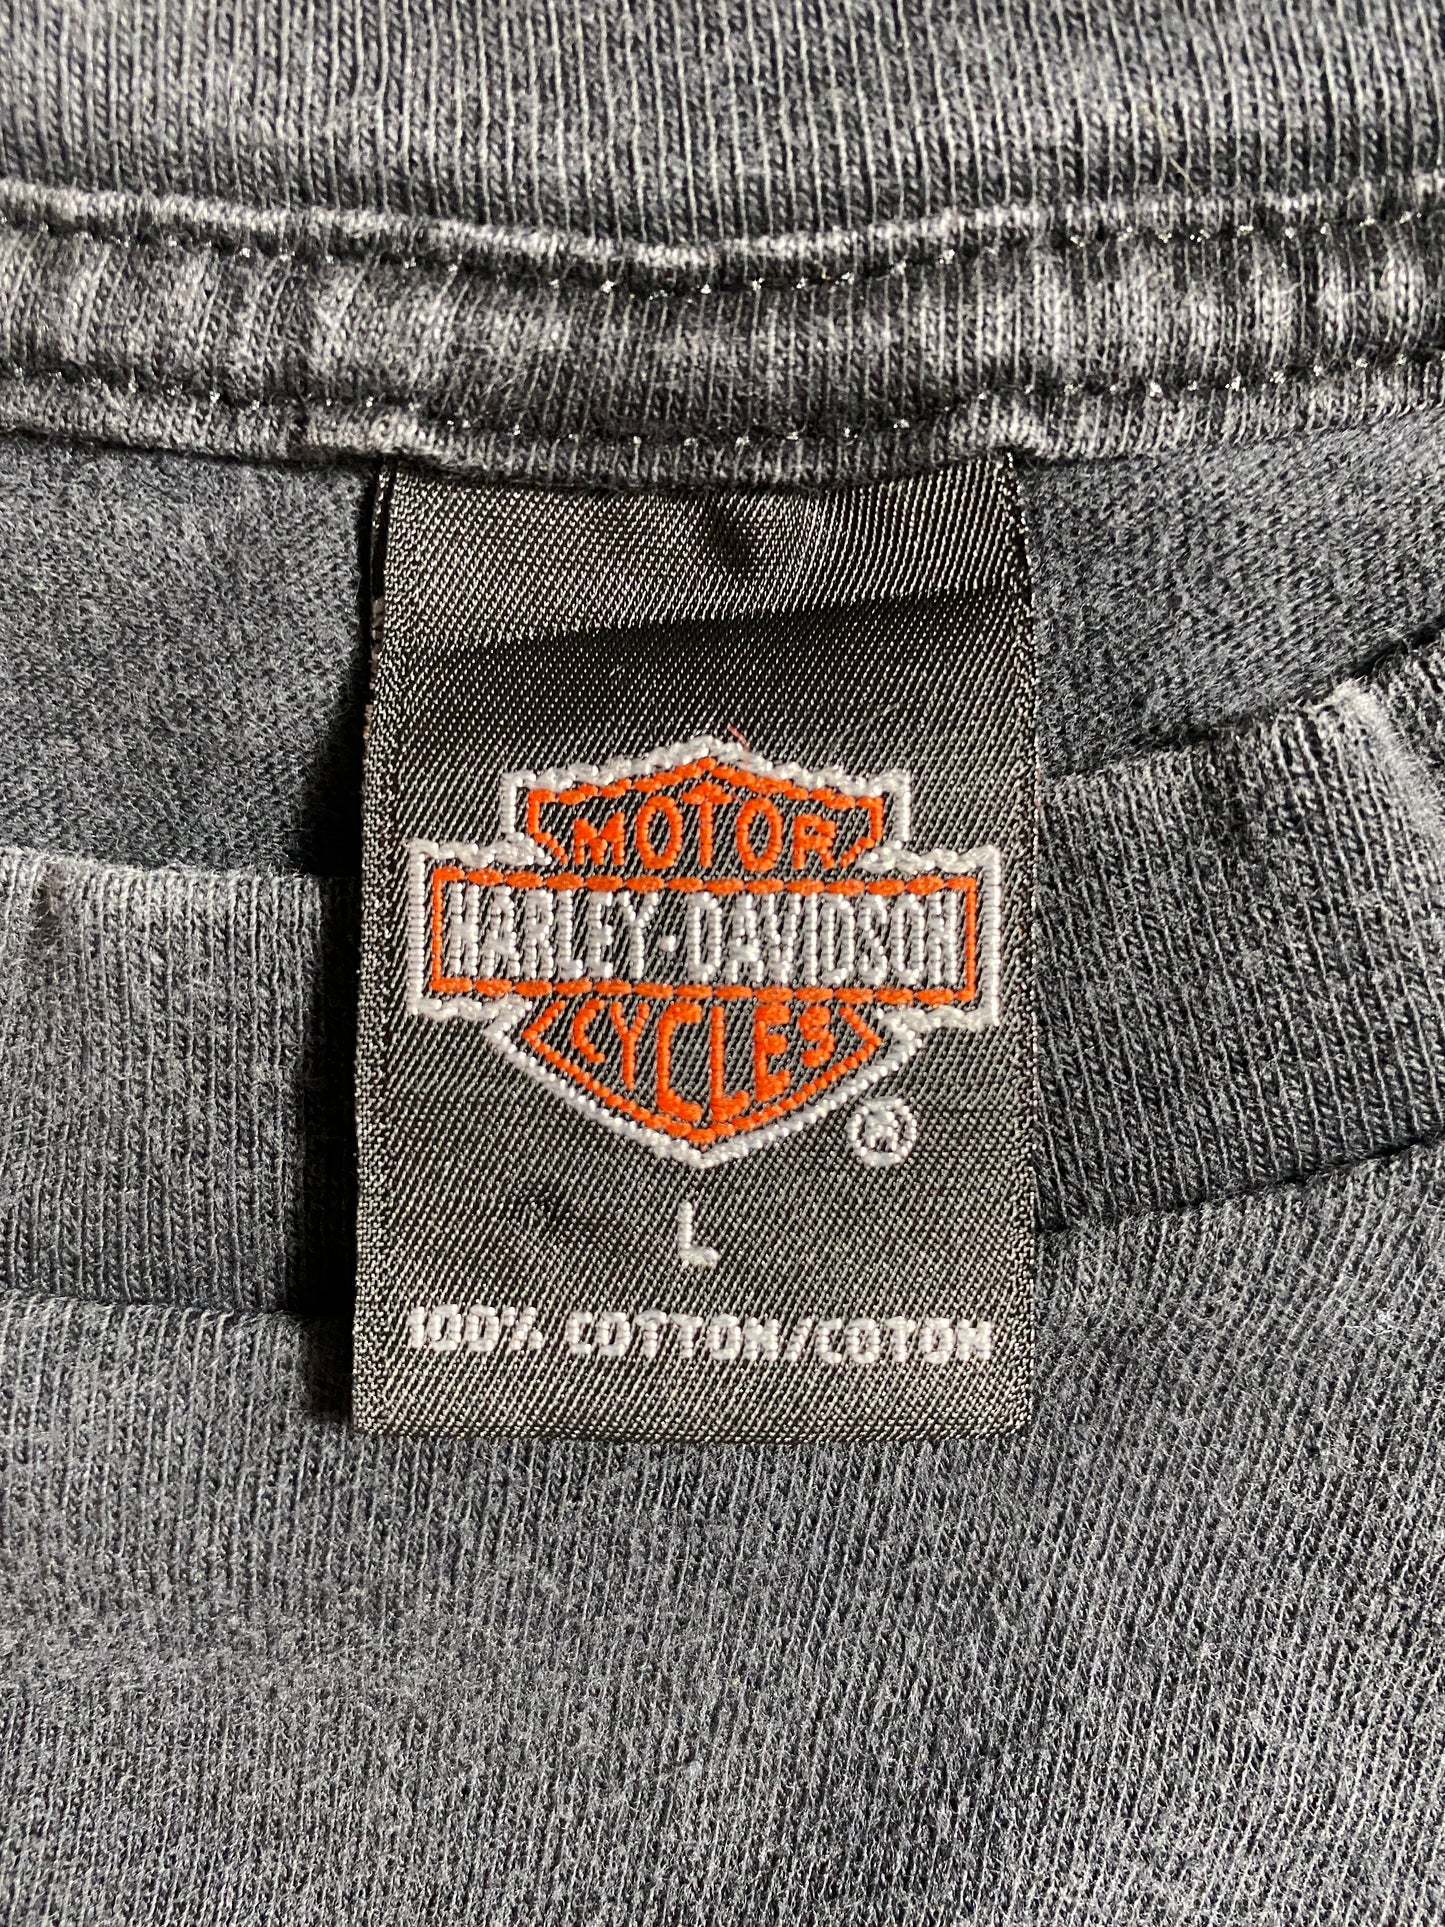 MOTOR
HARLEY-DAVIDSON
CYCLES
®
L
100% COTTON/COTON